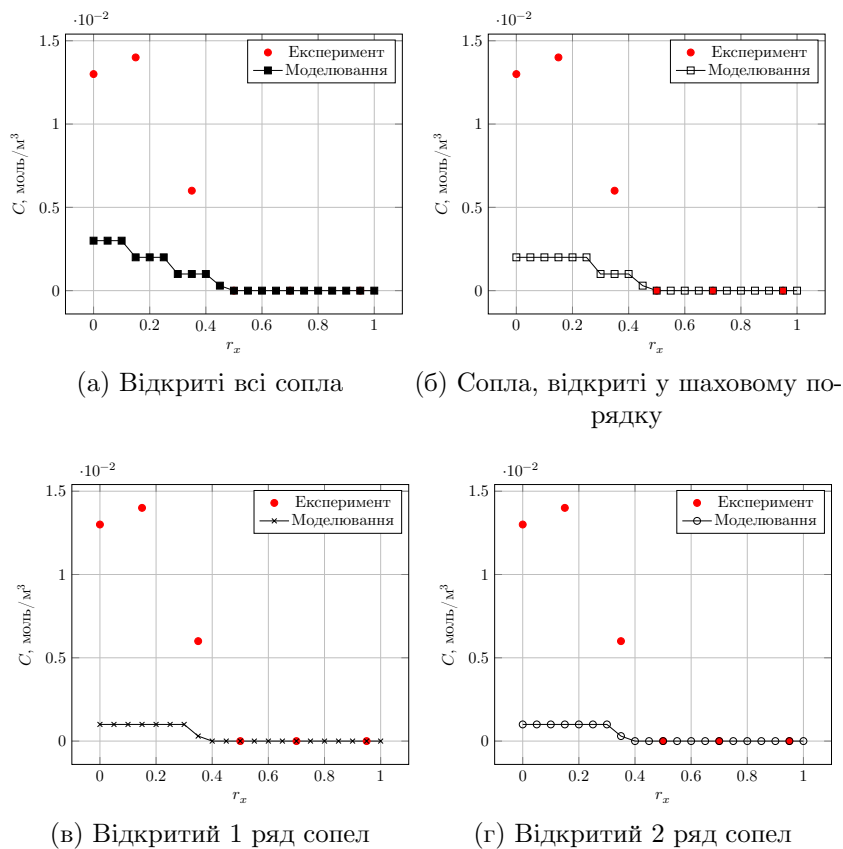 ·10⁻²
1.5
1
0.5
0
C, моль/м³
Експеримент
Моделювання
0 0.2 0.4 0.6 0.8 1
rₓ
(а) Відкриті всі сопла
·10⁻²
1.5
1
0.5
0
C, моль/м³
Експеримент
Моделювання
0 0.2 0.4 0.6 0.8 1
rₓ
(б) Сопла, відкриті у шаховому по-
рядку
·10⁻²
1.5
1
0.5
0
C, моль/м³
Експеримент
Моделювання
0 0.2 0.4 0.6 0.8 1
rₓ
(в) Відкритий 1 ряд сопел
·10⁻²
1.5
1
0.5
0
C, моль/м³
Експеримент
Моделювання
0 0.2 0.4 0.6 0.8 1
rₓ
(г) Відкритий 2 ряд сопел